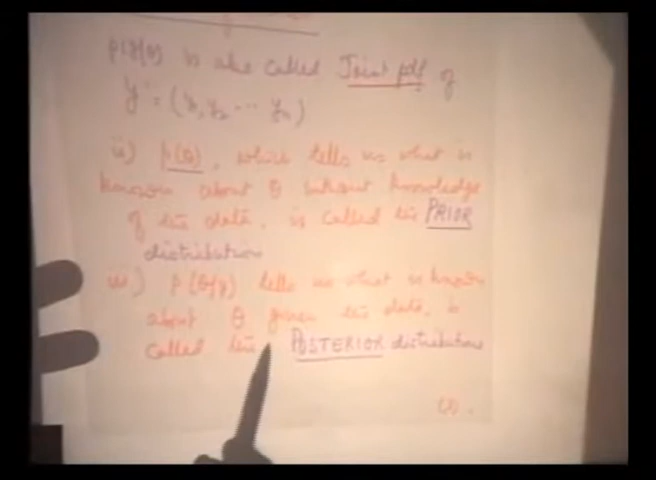 p(y|θ) is also called Joint pdf of
y' = (y₁, y₂ ... yₙ)
ii) p(θ), which tells us what is
known about θ without knowledge
of the data, is called the PRIOR
distribution
iii) p(θ|y) tells us what is known
about θ given the data, is
called the POSTERIOR distribution